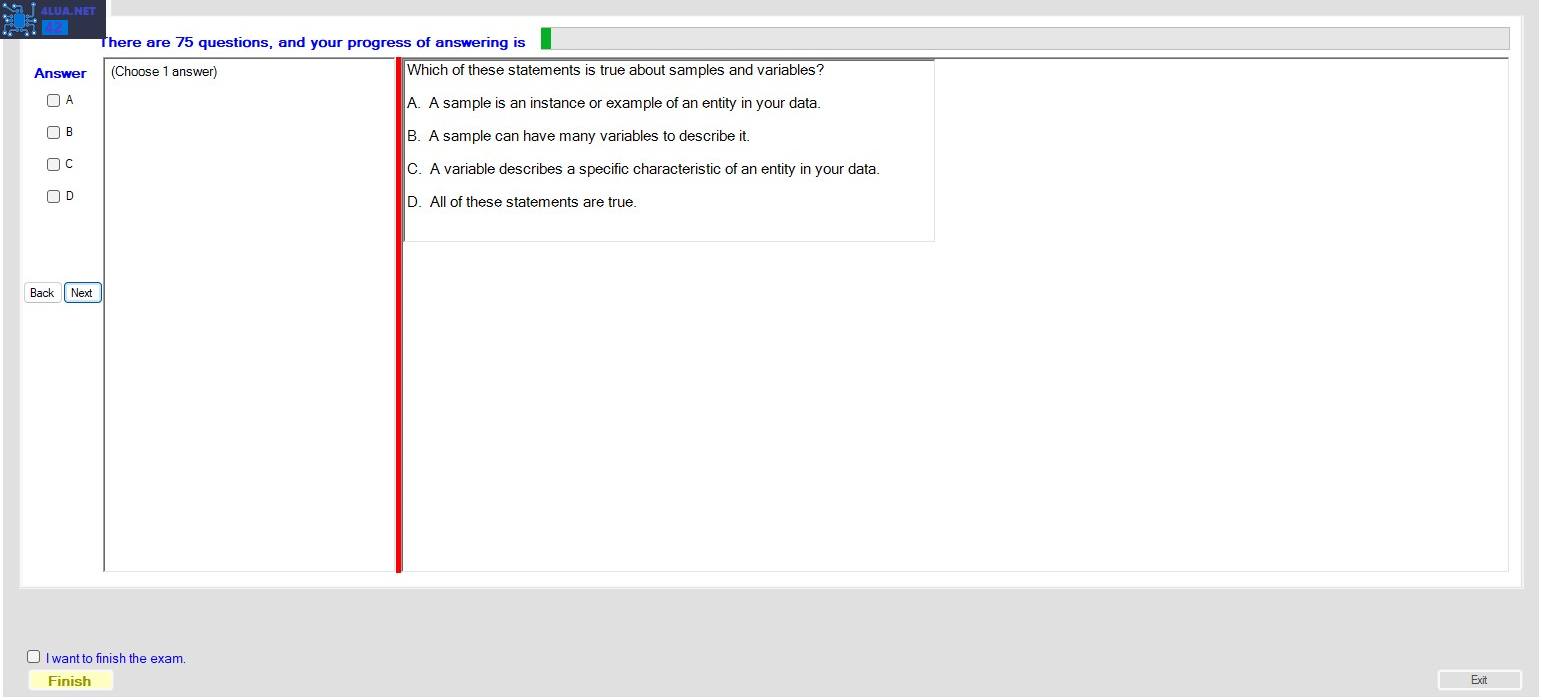 4LUA.NET
42
There are 75 questions, and your progress of answering is
Answer
(Choose 1 answer)
Which of these statements is true about samples and variables?
A
A. A sample is an instance or example of an entity in your data.
B
B. A sample can have many variables to describe it.
C
C. A variable describes a specific characteristic of an entity in your data.
D
D. All of these statements are true.
Back Next
I want to finish the exam.
Finish
Exit